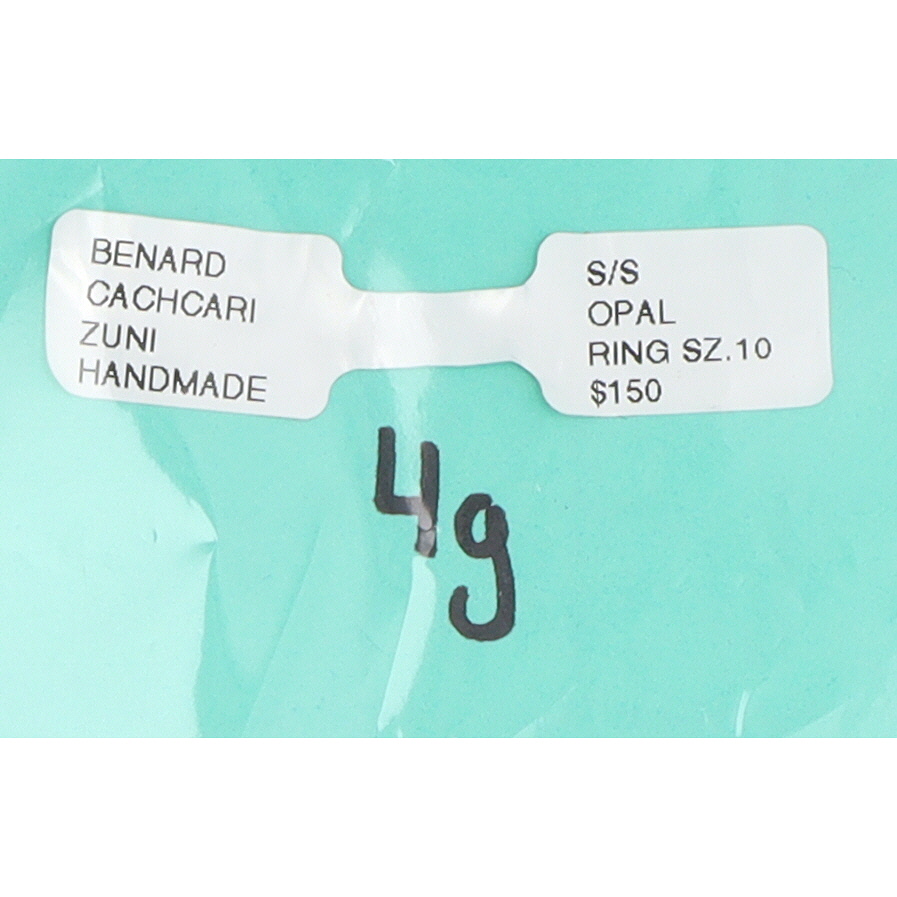 BENARD
CACHCARI
ZUNI
HANDMADE
S/S
OPAL
RING SZ.10
$150
4g